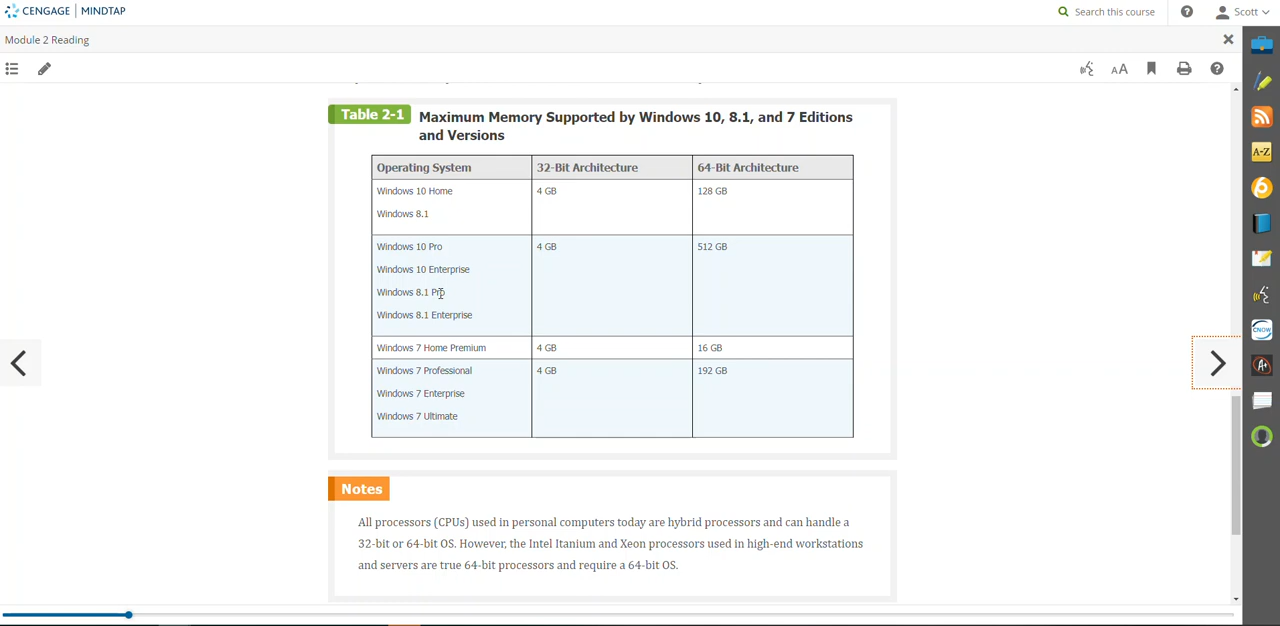 CENGAGE | MINDTAP
Search this course
Scott
Module 2 Reading
AA
Table 2-1 Maximum Memory Supported by Windows 10, 8.1, and 7 Editions
and Versions
Operating System 32-Bit Architecture 64-Bit Architecture
Windows 10 Home 4 GB 128 GB
Windows 8.1
Windows 10 Pro 4 GB 512 GB
Windows 10 Enterprise
Windows 8.1 Pro
Windows 8.1 Enterprise
Windows 7 Home Premium 4 GB 16 GB
Windows 7 Professional 4 GB 192 GB
Windows 7 Enterprise
Windows 7 Ultimate
Notes
All processors (CPUs) used in personal computers today are hybrid processors and can handle a
32-bit or 64-bit OS. However, the Intel Itanium and Xeon processors used in high-end workstations
and servers are true 64-bit processors and require a 64-bit OS.
A-Z
CNOW
A+